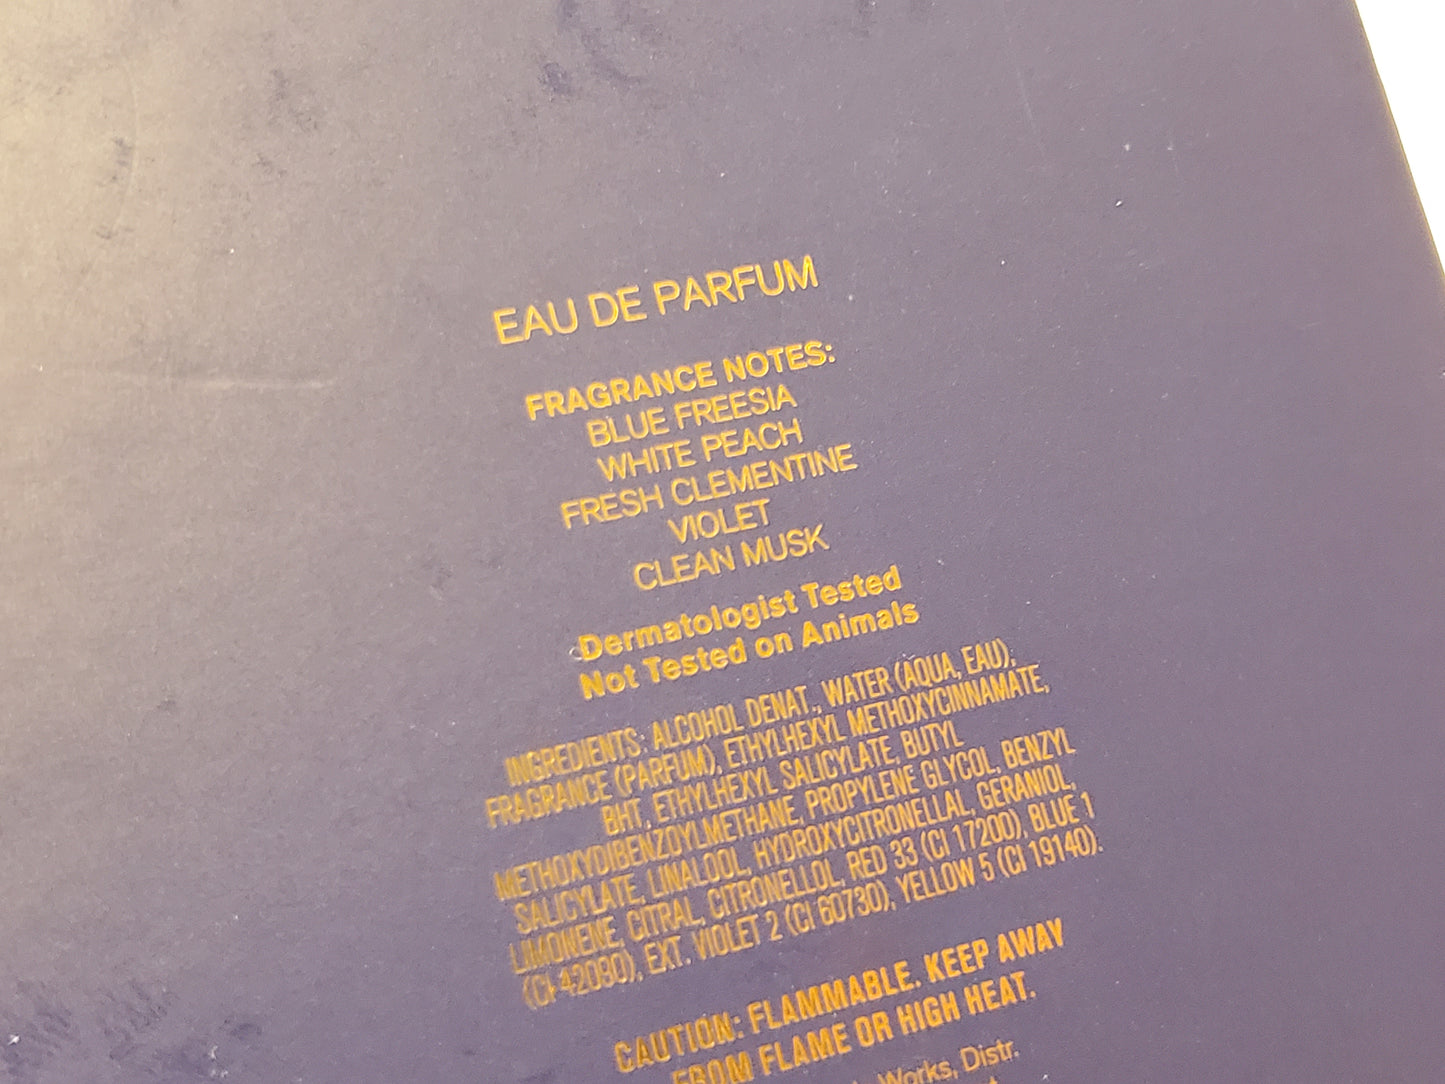 EAU DE PARFUM
FRAGRANCE NOTES:
BLUE FREESIA
WHITE PEACH
FRESH CLEMENTINE
VIOLET
CLEAN MUSK
Dermatologist Tested
Not Tested on Animals
INGREDIENTS: ALCOHOL DENAT., WATER (AQUA, EAU),
FRAGRANCE (PARFUM), ETHYLHEXYL METHOXYCINNAMATE,
BHT, ETHYLHEXYL SALICYLATE, BUTYL
METHOXYDIBENZOYLMETHANE, PROPYLENE GLYCOL, BENZYL
SALICYLATE, LINALOOL, HYDROXYCITRONELLAL, GERANIOL,
LIMONENE, CITRAL, CITRONELLOL, RED 33 (CI 17200), BLUE 1
(CI 42090), EXT. VIOLET 2 (CI 60730), YELLOW 5 (CI 19140).
CAUTION: FLAMMABLE. KEEP AWAY
FROM FLAME OR HIGH HEAT.
Works, Distr.